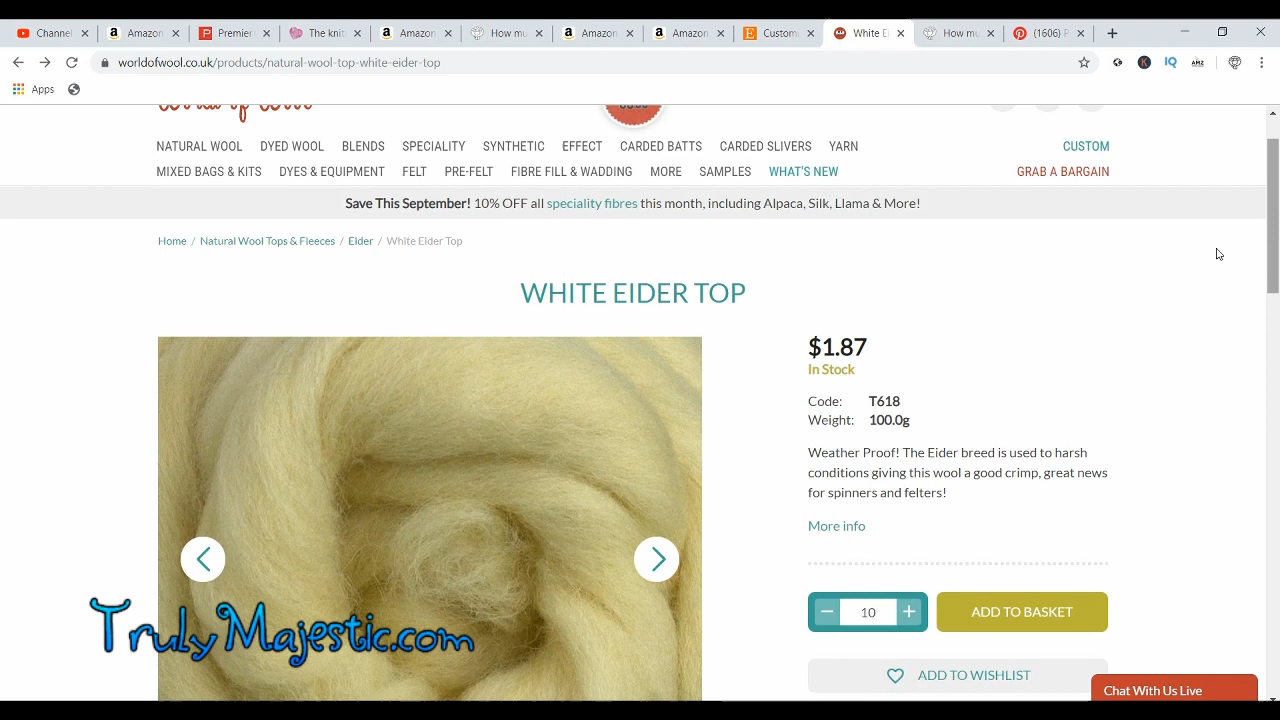 Channel
Amazon
Premier
The knit
Amazon
How mu
Amazon
Amazon
Customi
White Ei
How mu
(1606) P
worldofwool.co.uk/products/natural-wool-top-white-eider-top
Apps
NATURAL WOOL DYED WOOL BLENDS SPECIALITY SYNTHETIC EFFECT CARDED BATTS CARDED SLIVERS YARN CUSTOM
MIXED BAGS & KITS DYES & EQUIPMENT FELT PRE-FELT FIBRE FILL & WADDING MORE SAMPLES WHAT'S NEW GRAB A BARGAIN
Save This September! 10% OFF all speciality fibres this month, including Alpaca, Silk, Llama & More!
Home / Natural Wool Tops & Fleeces / Eider / White Eider Top
WHITE EIDER TOP
$1.87
In Stock
Code: T618
Weight: 100.0g
Weather Proof! The Eider breed is used to harsh
conditions giving this wool a good crimp, great news
for spinners and felters!
More info
10
ADD TO BASKET
TrulyMajestic.com
ADD TO WISHLIST
Chat With Us Live